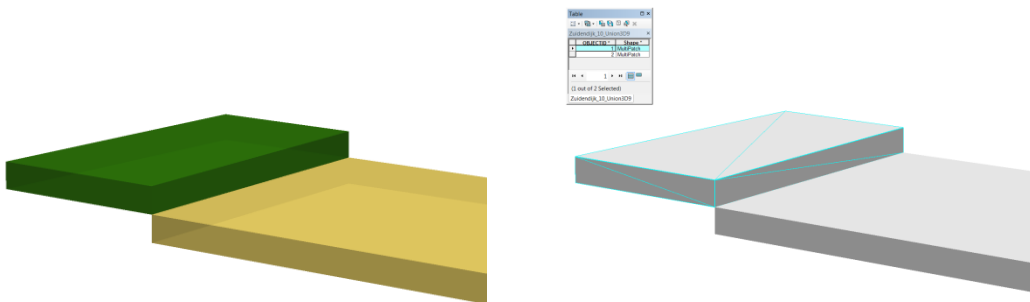 Table
Zuidendijk_10_Union3D9
OBJECTID * Shape *
1 MultiPatch
2 MultiPatch
1
(1 out of 2 Selected)
Zuidendijk_10_Union3D9